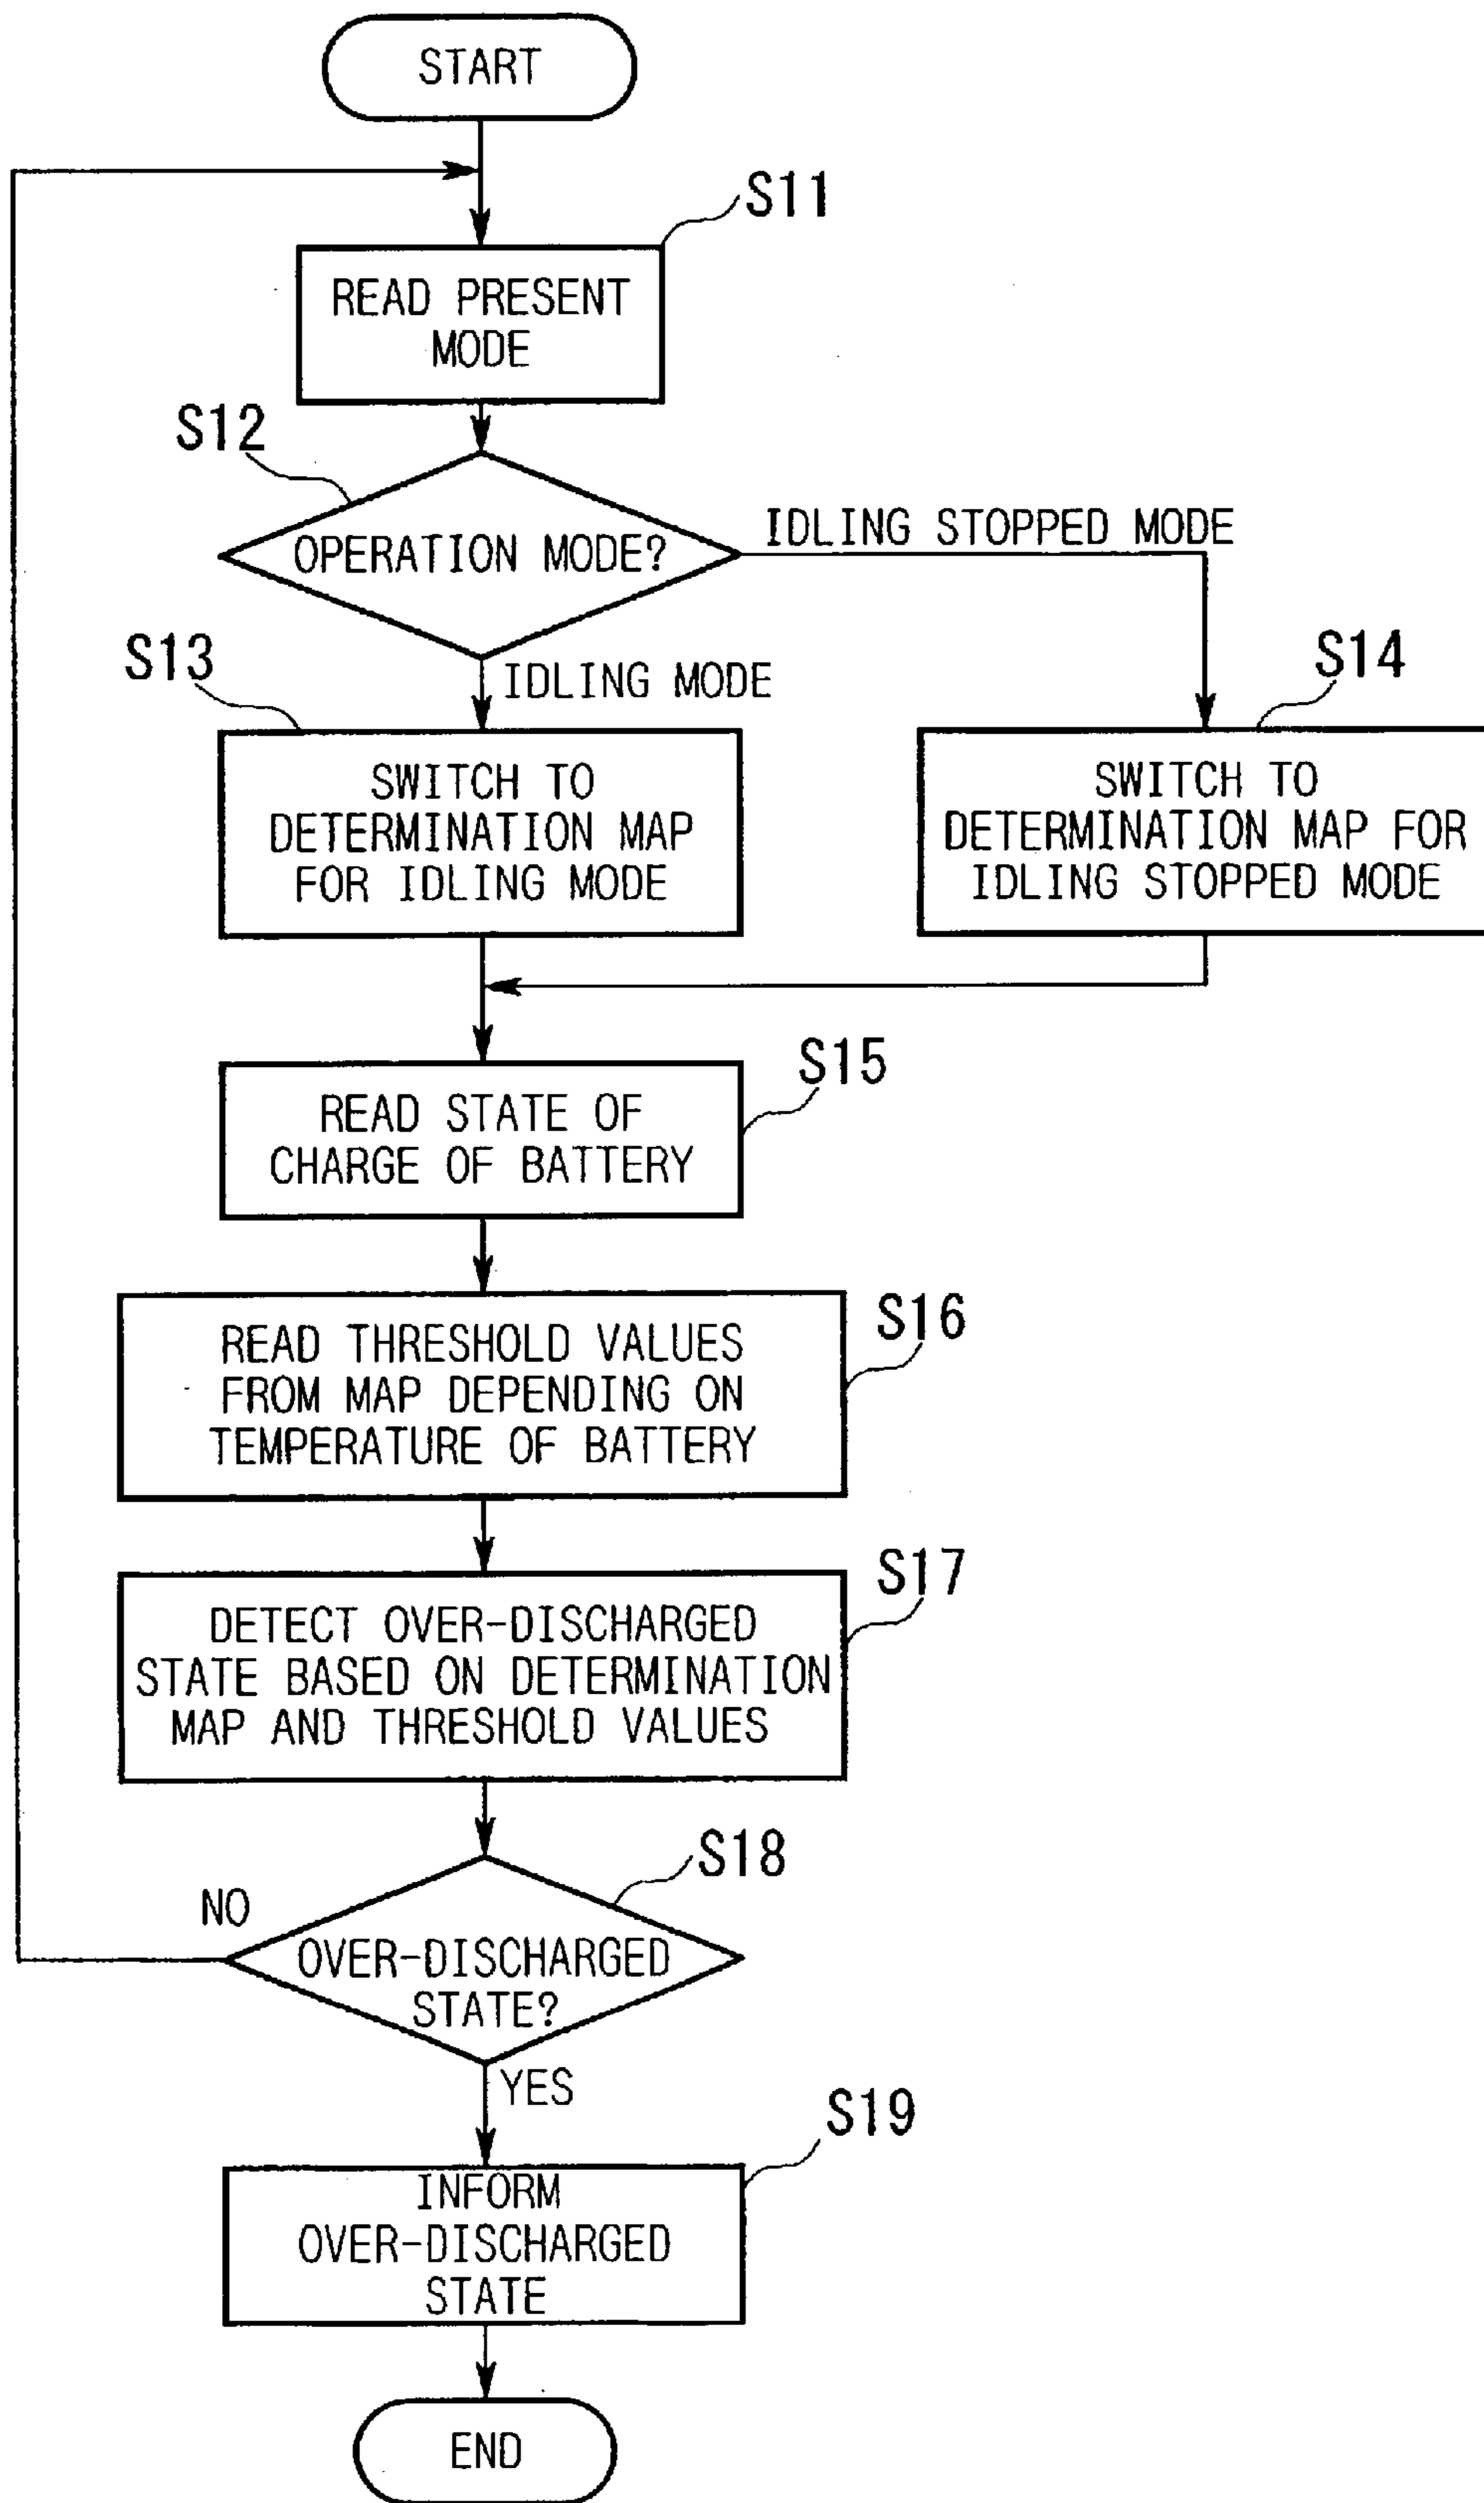 START
S11
READ PRESENT
MODE
S12
OPERATION MODE?
IDLING STOPPED MODE
S13
IDLING MODE
S14
SWITCH TO
DETERMINATION MAP
FOR IDLING MODE
SWITCH TO
DETERMINATION MAP FOR
IDLING STOPPED MODE
S15
READ STATE OF
CHARGE OF BATTERY
S16
READ THRESHOLD VALUES
FROM MAP DEPENDING ON
TEMPERATURE OF BATTERY
S17
DETECT OVER-DISCHARGED
STATE BASED ON DETERMINATION
MAP AND THRESHOLD VALUES
S18
NO
OVER-DISCHARGED
STATE?
YES
S19
INFORM
OVER-DISCHARGED
STATE
END